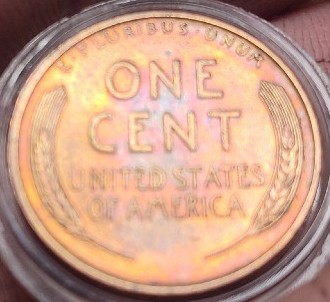 E·PLURIBUS·UNUM
ONE
CENT
UNITED STATES
OF AMERICA